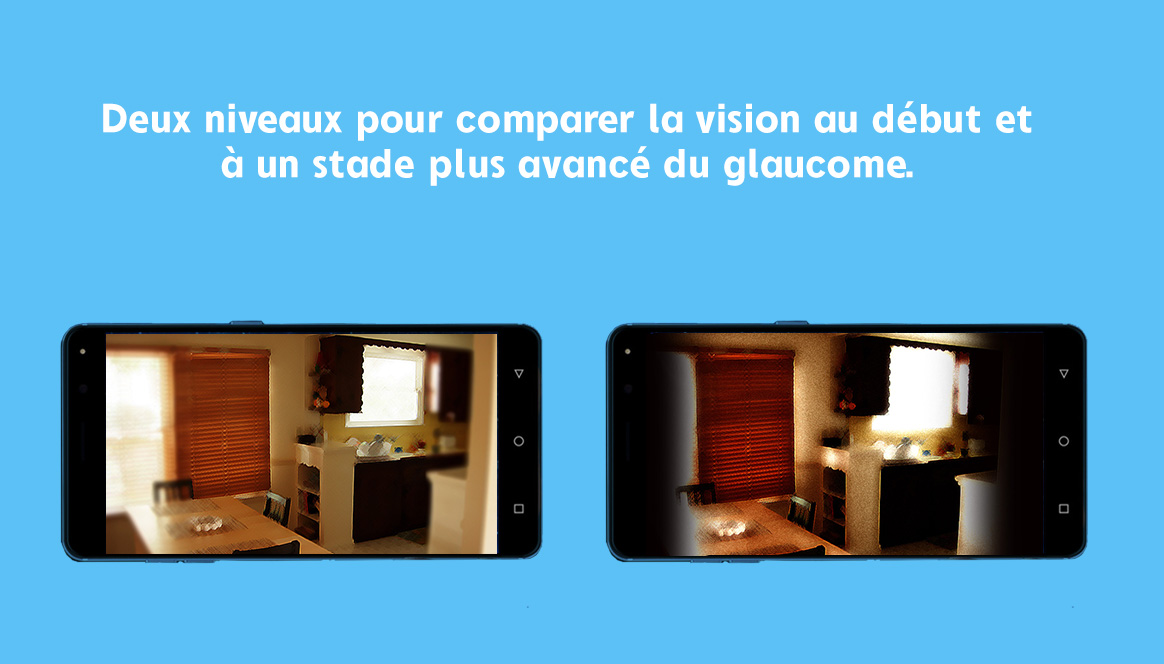 Deux niveaux pour comparer la vision au début et
à un stade plus avancé du glaucome.